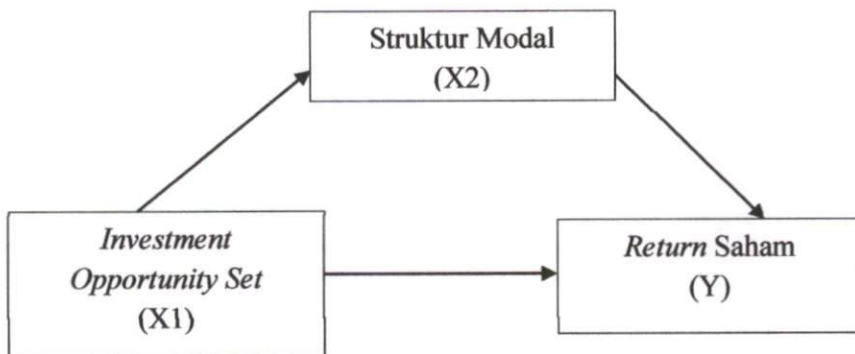 Struktur Modal
(X2)
Investment
Opportunity Set
(X1)
Return Saham
(Y)